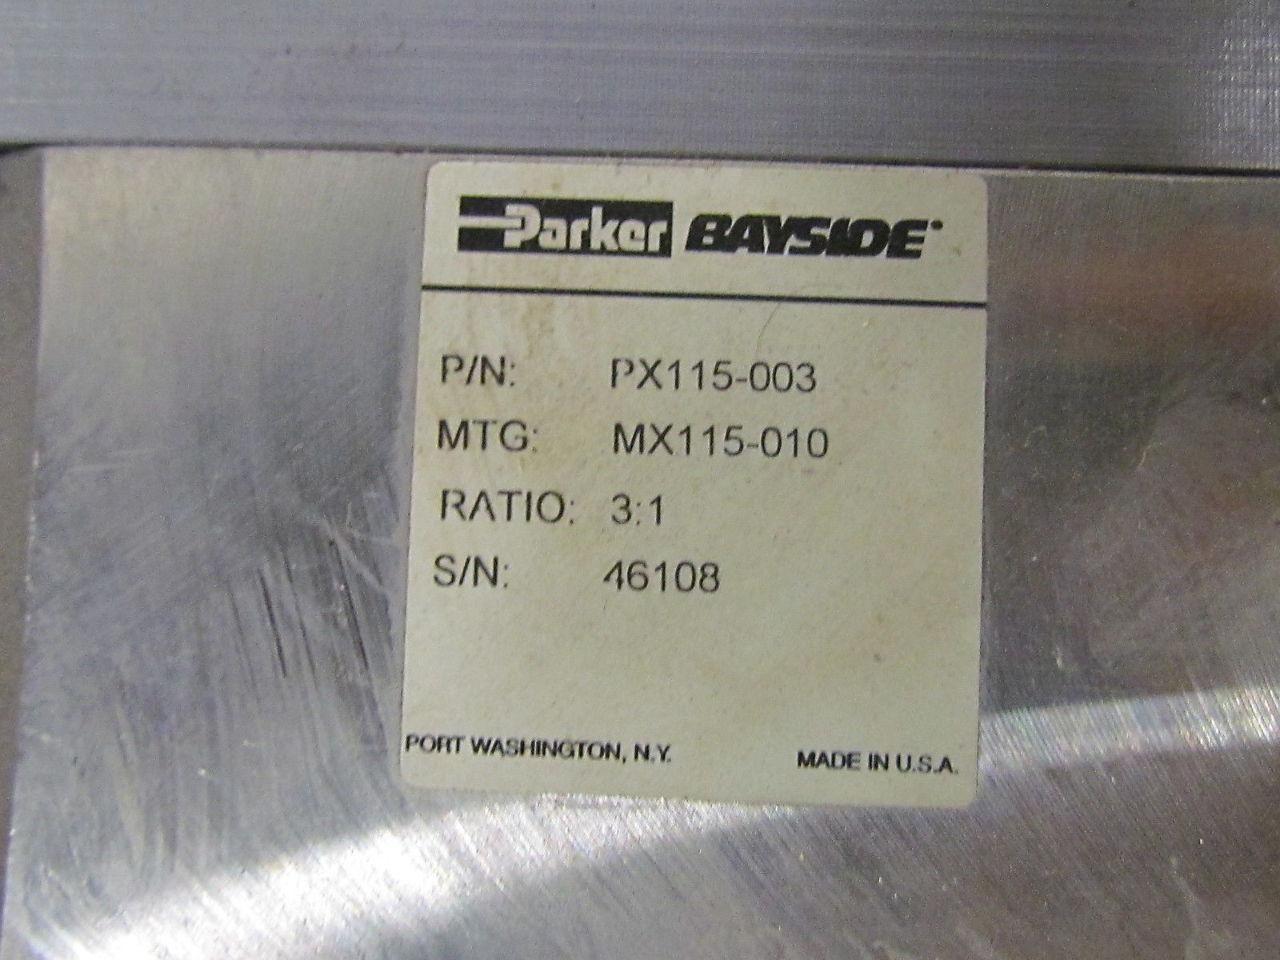 Parker BAYSIDE
P/N: PX115-003
MTG: MX115-010
RATIO: 3:1
S/N: 46108
PORT WASHINGTON, N.Y. MADE IN U.S.A.